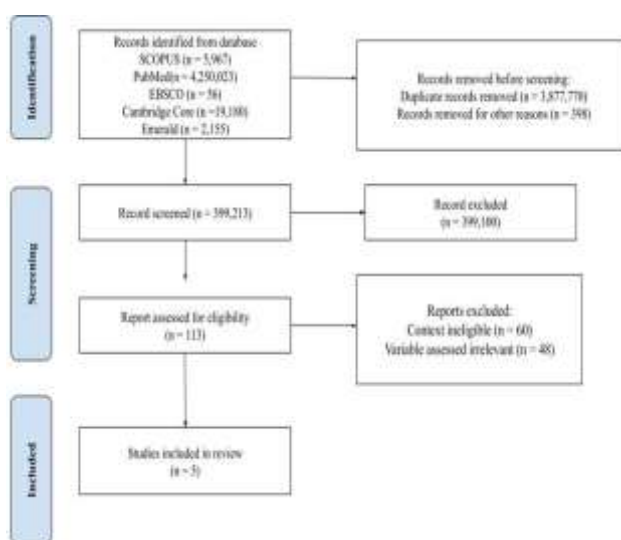 Identification
Records identified from database
SCOPUS (n = 5,967)
PubMed(n = 4,250,023)
EBSCO (n = 56)
Cambridge Core (n =19,180)
Emerald (n = 2,155)
Records removed before screening:
Duplicate records removed (n = 3,877,770)
Records removed for other reasons (n = 398)
Screening
Record screened (n = 399,213)
Record excluded
(n = 399,100)
Report assessed for eligibility
(n = 113)
Reports excluded:
Context ineligible (n = 60)
Variable assessed irrelevant (n = 48)
Included
Studies included in review
(n = 5)